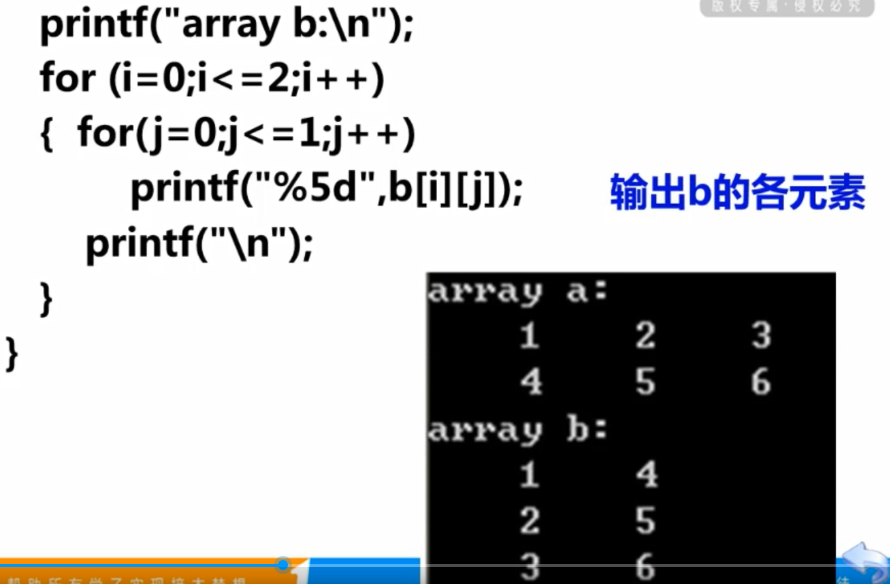 版权专属·侵权必究
printf("array b:\n");
for (i=0;i<=2;i++)
{ for(j=0;j<=1;j++)
printf("%5d",b[i][j]);
输出b的各元素
printf("\n");
}
}
array a:
1 2 3
4 5 6
array b:
1 4
2 5
3 6